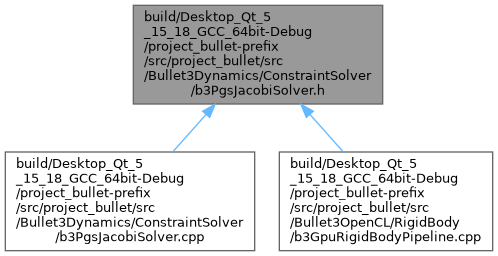 build/Desktop_Qt_5
_15_18_GCC_64bit-Debug
/project_bullet-prefix
/src/project_bullet/src
/Bullet3Dynamics/ConstraintSolver
/b3PgsJacobiSolver.h
build/Desktop_Qt_5
_15_18_GCC_64bit-Debug
/project_bullet-prefix
/src/project_bullet/src
/Bullet3Dynamics/ConstraintSolver
/b3PgsJacobiSolver.cpp
build/Desktop_Qt_5
_15_18_GCC_64bit-Debug
/project_bullet-prefix
/src/project_bullet/src
/Bullet3OpenCL/RigidBody
/b3GpuRigidBodyPipeline.cpp